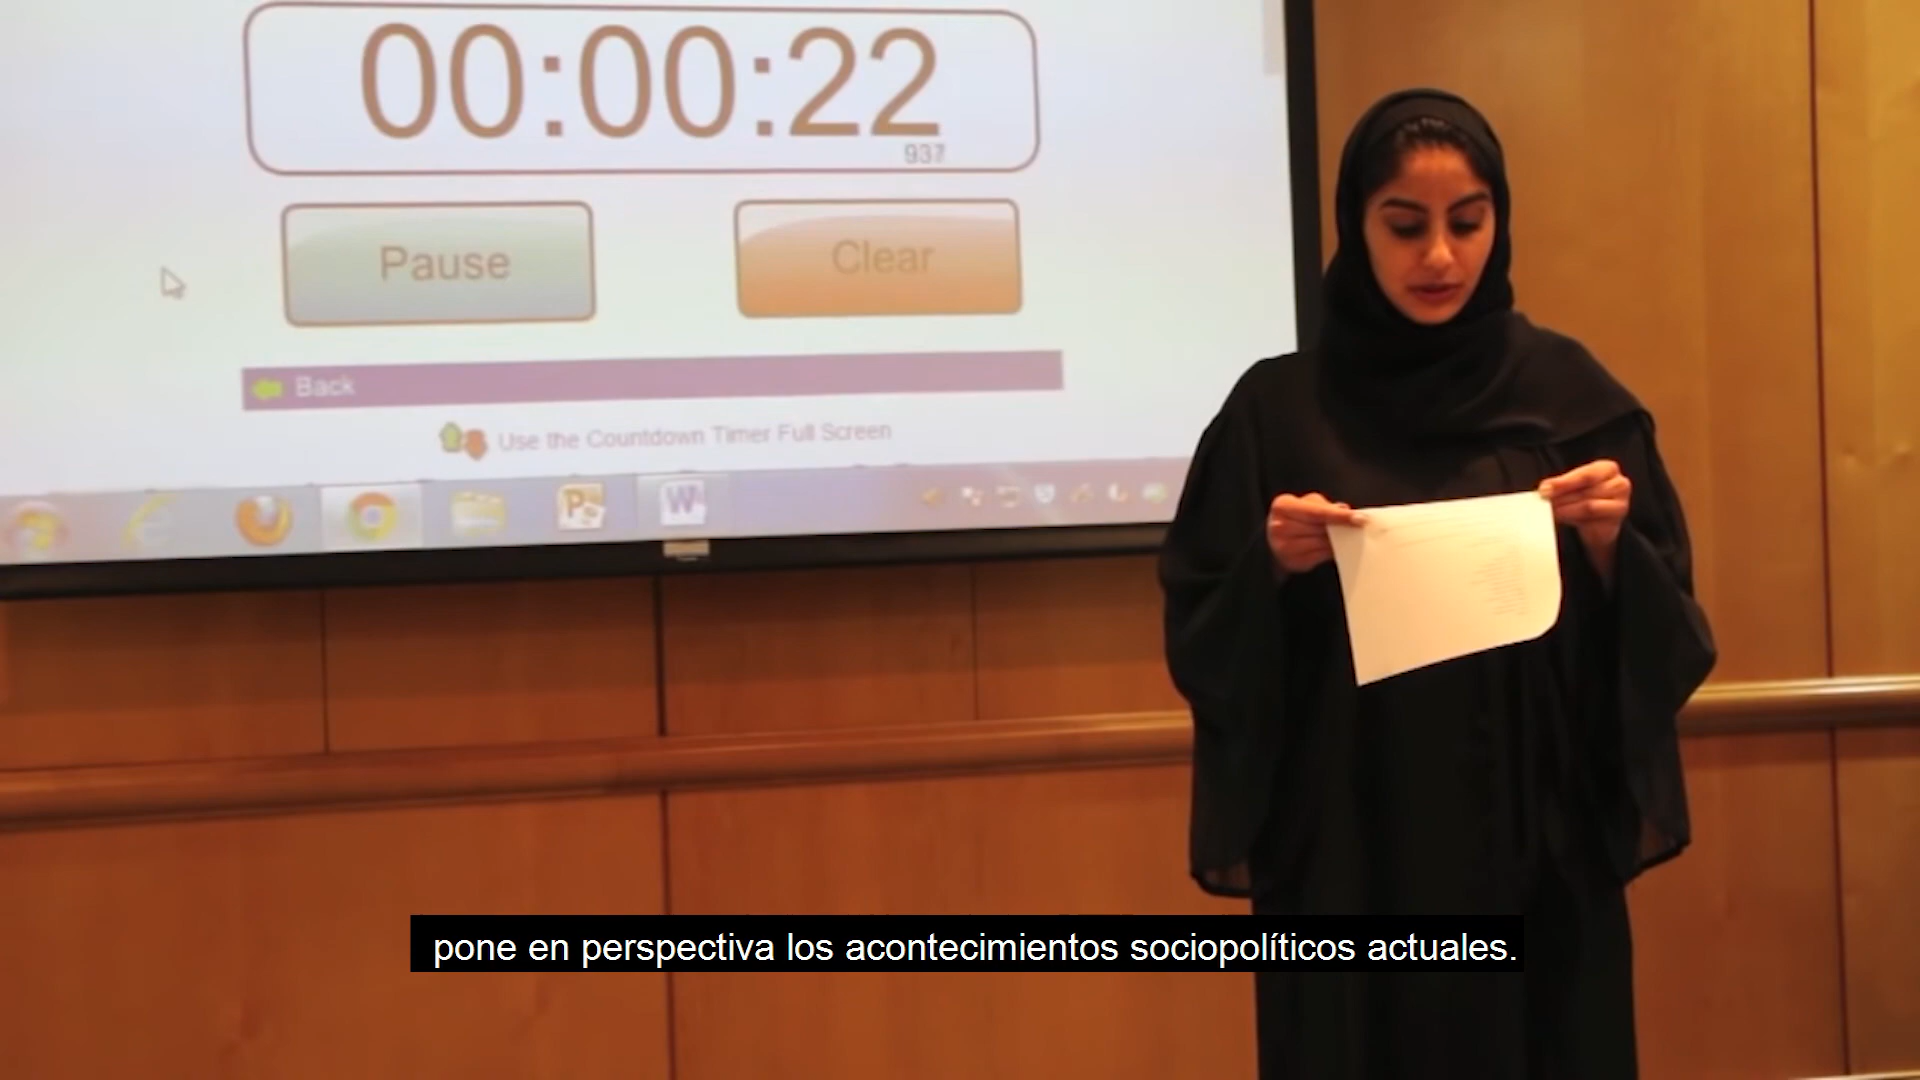 00:00:22
937
Pause
Clear
Back
Use the Countdown Timer Full Screen
P
W
pone en perspectiva los acontecimientos sociopolíticos actuales.